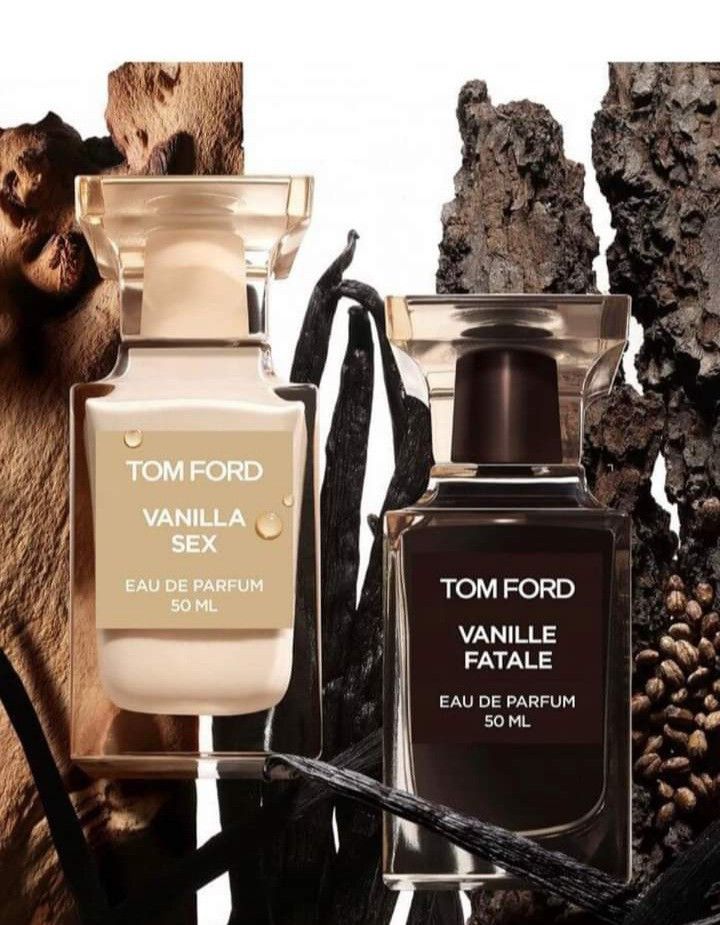 TOM FORD
VANILLA
SEX
EAU DE PARFUM
50 ML
TOM FORD
VANILLE
FATALE
EAU DE PARFUM
50 ML